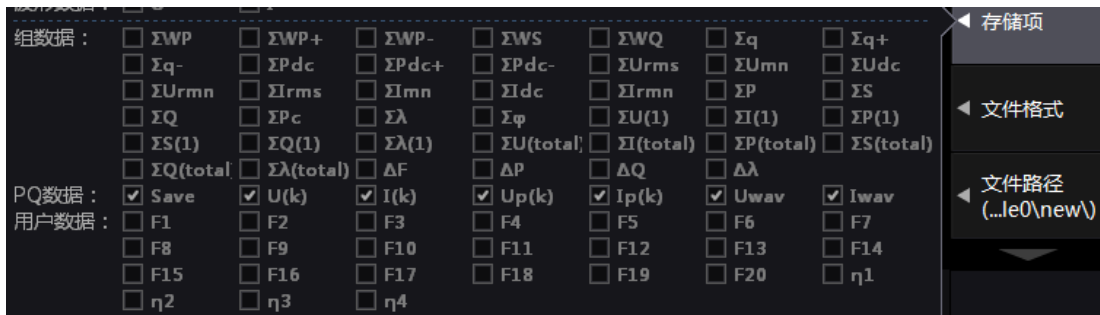 组数据： ΣWP ΣWP+ ΣWP- ΣWS ΣWQ Σq Σq+
Σq- ΣPdc ΣPdc+ ΣPdc- ΣUrms ΣUmn ΣUdc
ΣUrmn ΣIrms ΣImn ΣIdc ΣIrmn ΣP ΣS
ΣQ ΣPc Σλ Σφ ΣU(1) ΣI(1) ΣP(1)
ΣS(1) ΣQ(1) Σλ(1) ΣU(total) ΣI(total) ΣP(total) ΣS(total)
ΣQ(total) Σλ(total) ΔF ΔP ΔQ Δλ
PQ数据： Save U(k) I(k) Up(k) Ip(k) Uwav Iwav
用户数据： F1 F2 F3 F4 F5 F6 F7
F8 F9 F10 F11 F12 F13 F14
F15 F16 F17 F18 F19 F20 η1
η2 η3 η4
存储项
文件格式
文件路径
(...le0\new\)